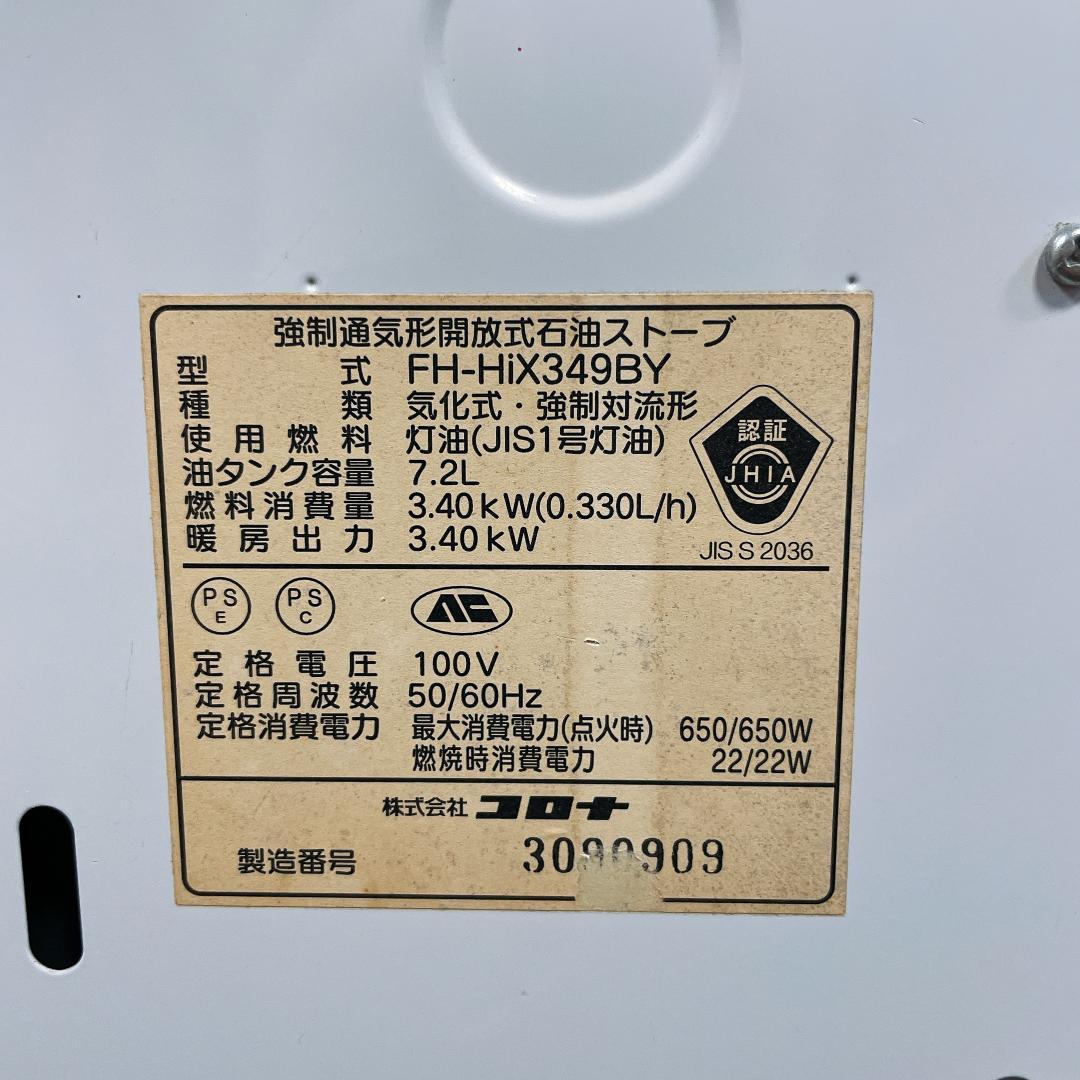 強制通気形開放式石油ストーブ
型式 FH-HiX349BY
種類 気化式・強制対流形
使用燃料 灯油(JIS1号灯油)
油タンク容量 7.2L
燃料消費量 3.40kW(0.330L/h)
暖房出力 3.40kW
認証
JHIA
JIS S 2036
PS E
PS C
定格電圧 100V
定格周波数 50/60Hz
定格消費電力 最大消費電力(点火時) 650/650W
燃焼時消費電力 22/22W
株式会社 コロナ
製造番号